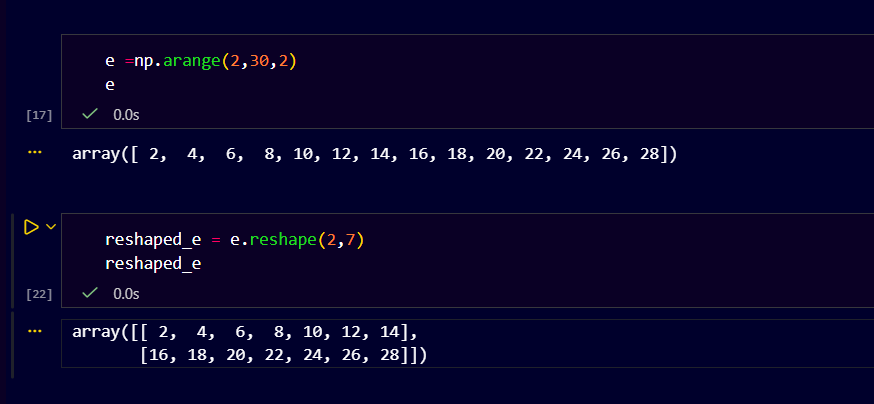 e =np.arange(2,30,2)
e
[17]
0.0s
array([ 2,  4,  6,  8, 10, 12, 14, 16, 18, 20, 22, 24, 26, 28])
reshaped_e = e.reshape(2,7)
reshaped_e
[22]
0.0s
array([[ 2,  4,  6,  8, 10, 12, 14],
       [16, 18, 20, 22, 24, 26, 28]])